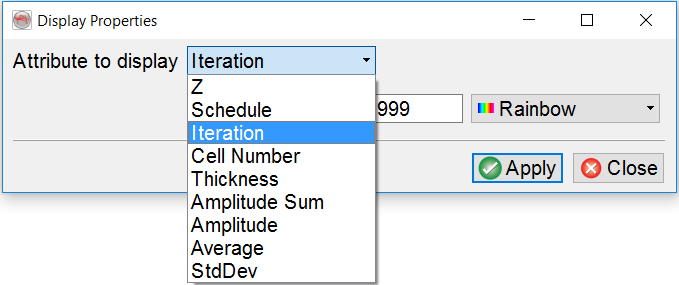 Display Properties
Attribute to display Iteration
Z
Schedule
999 Rainbow
Iteration
Cell Number
Thickness
Apply Close
Amplitude Sum
Amplitude
Average
StdDev